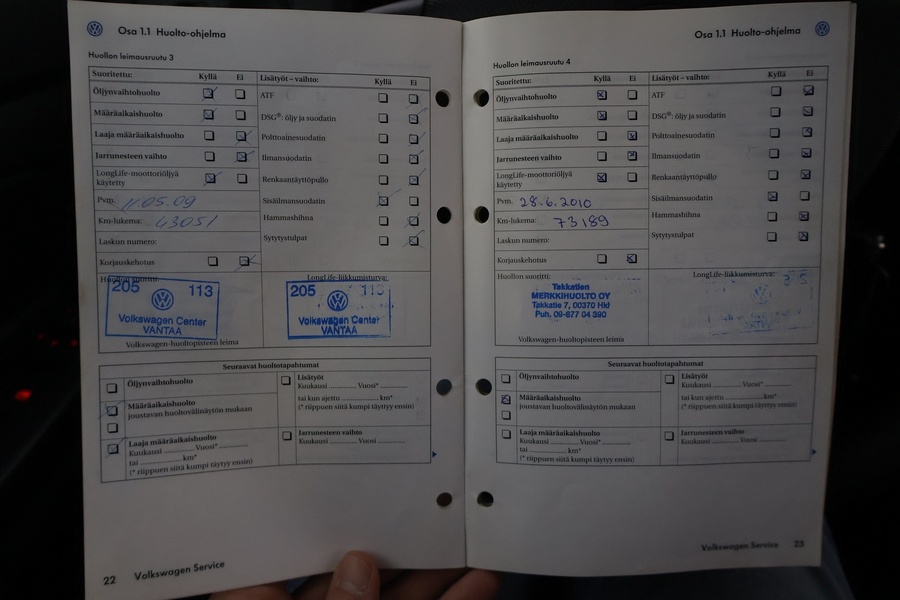 Osa 1.1 Huolto-ohjelma
Huollon leimausruutu 3
Suoritettu: Kyllä Ei Lisätyöt – vaihto: Kyllä Ei
Öljynvaihtohuolto ATF
Määräaikaishuolto DSG®: öljy ja suodatin
Laaja määräaikaishuolto Polttoainesuodatin
Jarrunesteen vaihto Ilmansuodatin
LongLife-moottoriöljyä Renkaantäyttöpullo
käytetty
Sisäilmansuodatin
Pvm. 11.05.09
Km-lukema: 43051 Hammashihna
Laskun numero: Sytytystulpat
Korjauskehotus
Huollon suoritti: LongLife-liikkumisturva:
205 113
Volkswagen Center
VANTAA
205 113
Volkswagen Center
VANTAA
Volkswagen-huoltopisteen leima
Seuraavat huoltotapahtumat
Öljynvaihtohuolto
Määräaikaishuolto
joustavan huoltovälinäytön mukaan
Laaja määräaikaishuolto
Kuukausi Vuosi*
tai km*
(* riippuen siitä kumpi täytyy ensin)
Lisätyöt
Kuukausi Vuosi*
tai kun ajettu km*
(* riippuen siitä kumpi täytyy ensin)
Jarrunesteen vaihto
Kuukausi Vuosi
22 Volkswagen Service
Osa 1.1 Huolto-ohjelma
Huollon leimausruutu 4
Suoritettu: Kyllä Ei Lisätyöt – vaihto: Kyllä Ei
Öljynvaihtohuolto ATF
Määräaikaishuolto DSG®: öljy ja suodatin
Laaja määräaikaishuolto Polttoainesuodatin
Jarrunesteen vaihto Ilmansuodatin
LongLife-moottoriöljyä Renkaantäyttöpullo
käytetty
Pvm. 28.6.2010 Sisäilmansuodatin
Km-lukema: 73189 Hammashihna
Laskun numero: Sytytystulpat
Korjauskehotus
Huollon suoritti: LongLife-liikkumisturva:
Takkatien
MERKKIHUOLTO OY
Takkatie 7, 00370 Hki
Puh. 09-877 04 390
Volkswagen-huoltopisteen leima
Seuraavat huoltotapahtumat
Öljynvaihtohuolto
Määräaikaishuolto
joustavan huoltovälinäytön mukaan
Laaja määräaikaishuolto
Kuukausi Vuosi*
tai km*
(* riippuen siitä kumpi täytyy ensin)
Lisätyöt
Kuukausi Vuosi*
tai kun ajettu km*
(* riippuen siitä kumpi täytyy ensin)
Jarrunesteen vaihto
Kuukausi Vuosi
Volkswagen Service 23